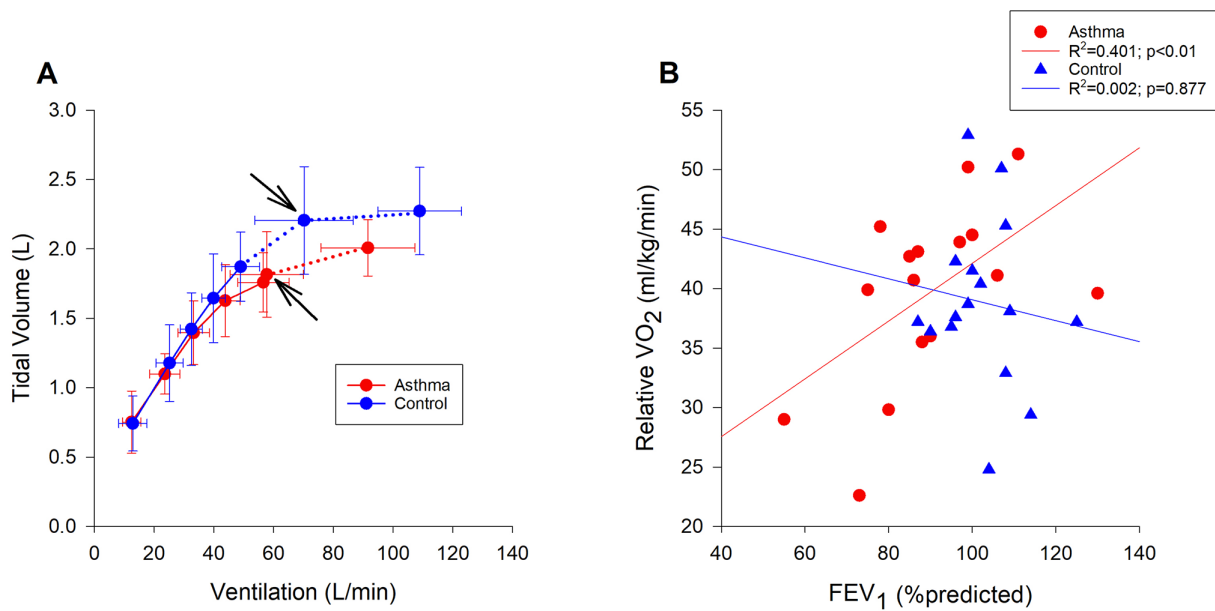 A
3.0
2.5
2.0
1.5
1.0
0.5
0.0
Tidal Volume (L)
Asthma
Control
0 20 40 60 80 100 120 140
Ventilation (L/min)
Asthma
R²=0.401; p<0.01
Control
R²=0.002; p=0.877
B
55
50
45
40
35
30
25
20
Relative VO₂ (ml/kg/min)
40 60 80 100 120 140
FEV₁ (%predicted)